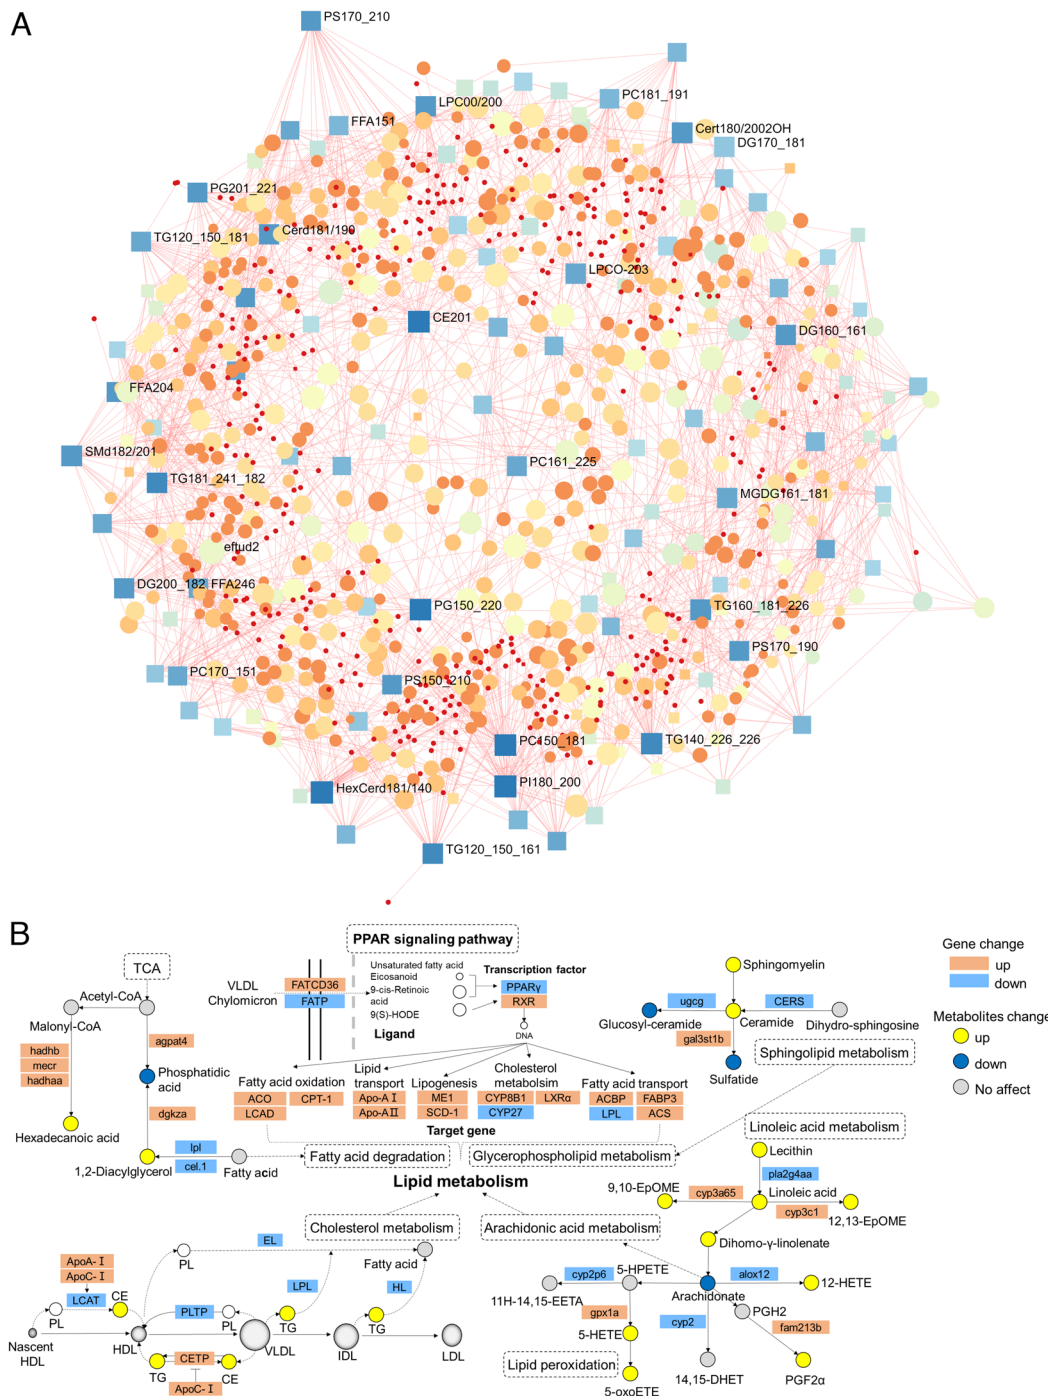 A
PS170_210
LPC00/200
PC181_191
FFA151
Cert180/2002OH
DG170_181
PG201_221
Cerd181/190
TG120_150_181
LPCO-203
CE201
DG160_161
FFA204
SMd182/201
PC161_225
TG181_241_182
MGDG161_181
eftud2
DG200_182
FFA246
PG150_220
TG160_181_226
PS170_190
PC170_151
PS150_210
PC150_181
TG140_226_226
HexCerd181/140
PI180_200
TG120_150_161
B
PPAR signaling pathway
Gene change
up
down
Metabolites change
up
down
No affect
TCA
Acetyl-CoA
Malonyl-CoA
hadhb
mecr
hadhaa
agpat4
Phosphatidic
acid
dgkza
Hexadecanoic acid
1,2-Diacylglycerol
lpl
cel.1
Fatty acid
VLDL
Chylomicron
FATCD36
FATP
Unsaturated fatty acid
Eicosanoid
9-cis-Retinoic
acid
9(S)-HODE
Ligand
Transcription factor
PPARγ
RXR
DNA
Fatty acid oxidation
ACO
CPT-1
LCAD
Lipid
transport
Apo-AⅠ
Apo-AⅡ
Lipogenesis
ME1
SCD-1
Cholesterol
metabolsim
CYP8B1
LXRα
CYP27
Fatty acid transport
ACBP
FABP3
LPL
ACS
Target gene
Fatty acid degradation
Glycerophospholipid metabolism
Lipid metabolism
Cholesterol metabolism
Arachidonic acid metabolism
Sphingomyelin
ugcg
CERS
Glucosyl-ceramide
Ceramide
Dihydro-sphingosine
gal3st1b
Sulfatide
Sphingolipid metabolism
Linoleic acid metabolism
Lecithin
pla2g4aa
9,10-EpOME
cyp3a65
Linoleic acid
cyp3c1
12,13-EpOME
Dihomo-γ-linolenate
5-HPETE
cyp2p6
alox12
12-HETE
11H-14,15-EETA
Arachidonate
PGH2
gpx1a
cyp2
fam213b
5-HETE
Lipid peroxidation
5-oxoETE
14,15-DHET
PGF2α
EL
PL
Fatty acid
ApoA-Ⅰ
ApoC-Ⅰ
LCAT
CE
PL
PLTP
PL
LPL
HL
TG
TG
Nascent
HDL
HDL
VLDL
IDL
LDL
CETP
TG
CE
ApoC-Ⅰ